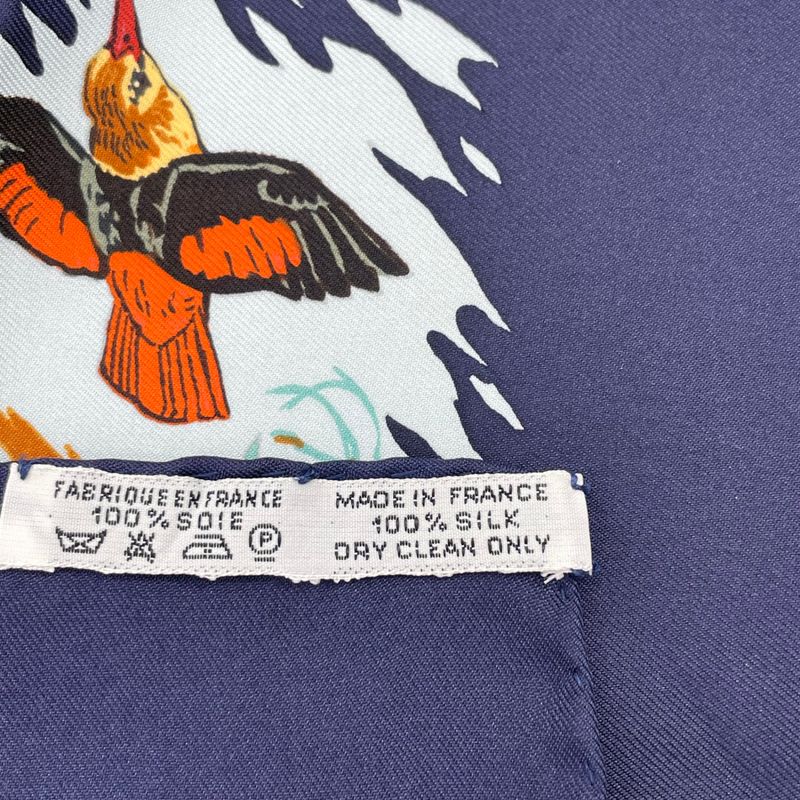 FABRIQUE EN FRANCE
100% SOIE
P
MADE IN FRANCE
100% SILK
DRY CLEAN ONLY